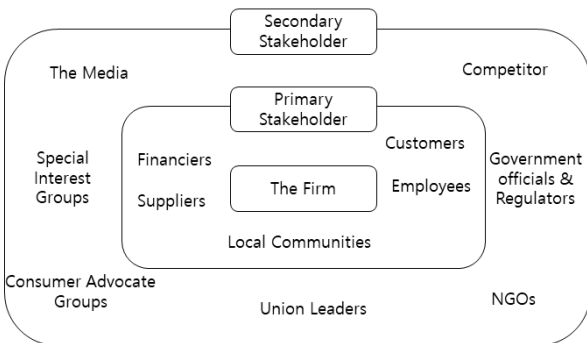 Secondary
Stakeholder
The Media
Competitor
Primary
Stakeholder
Customers
Financiers
Special
Interest
Groups
Government
officials &
Regulators
The Firm
Employees
Suppliers
Local Communities
Consumer Advocate
Groups
Union Leaders
NGOs